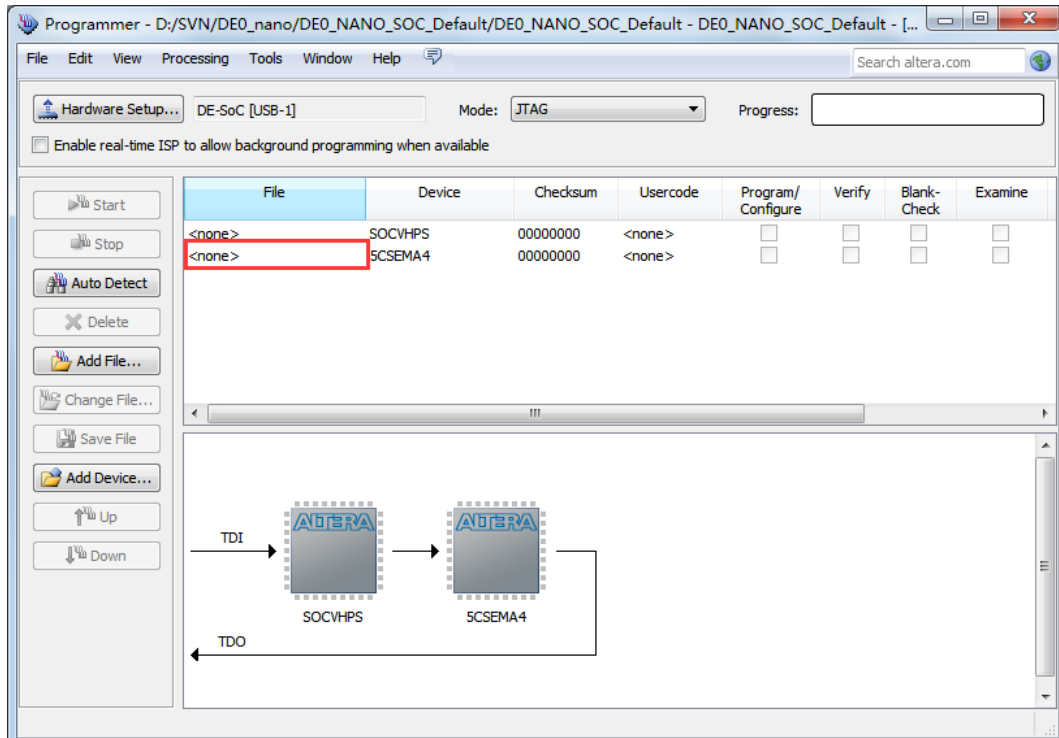 Programmer - D:/SVN/DE0_nano/DE0_NANO_SOC_Default/DE0_NANO_SOC_Default - DE0_NANO_SOC_Default - [...
File Edit View Processing Tools Window Help
Search altera.com
Hardware Setup... DE-SoC [USB-1] Mode: JTAG Progress:
Enable real-time ISP to allow background programming when available
Start
Stop
Auto Detect
Delete
Add File...
Change File...
Save File
Add Device...
Up
Down
File Device Checksum Usercode Program/ Configure Verify Blank- Check Examine
<none> SOCVHPS 00000000 <none>
<none> 5CSEMA4 00000000 <none>
TDI
ALTERA
ALTERA
SOCVHPS
5CSEMA4
TDO